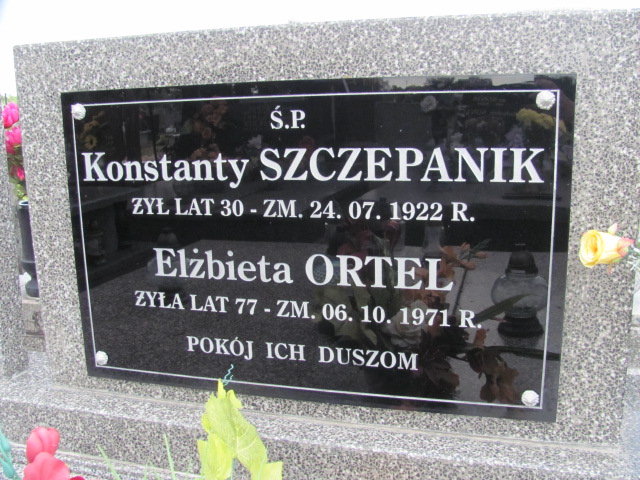 Ś.P.
Konstanty SZCZEPANIK
ŻYŁ LAT 30 - ZM. 24. 07. 1922 R.
Elżbieta ORTEL
ŻYŁA LAT 77 - ZM. 06. 10. 1971 R.
POKÓJ ICH DUSZOM